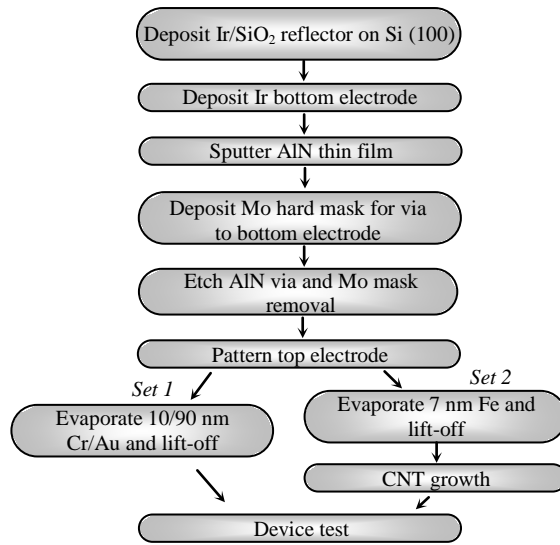 Deposit Ir/SiO₂ reflector on Si (100)
Deposit Ir bottom electrode
Sputter AlN thin film
Deposit Mo hard mask for via
to bottom electrode
Etch AlN via and Mo mask
removal
Pattern top electrode
Set 1
Evaporate 10/90 nm
Cr/Au and lift-off
Set 2
Evaporate 7 nm Fe and
lift-off
CNT growth
Device test